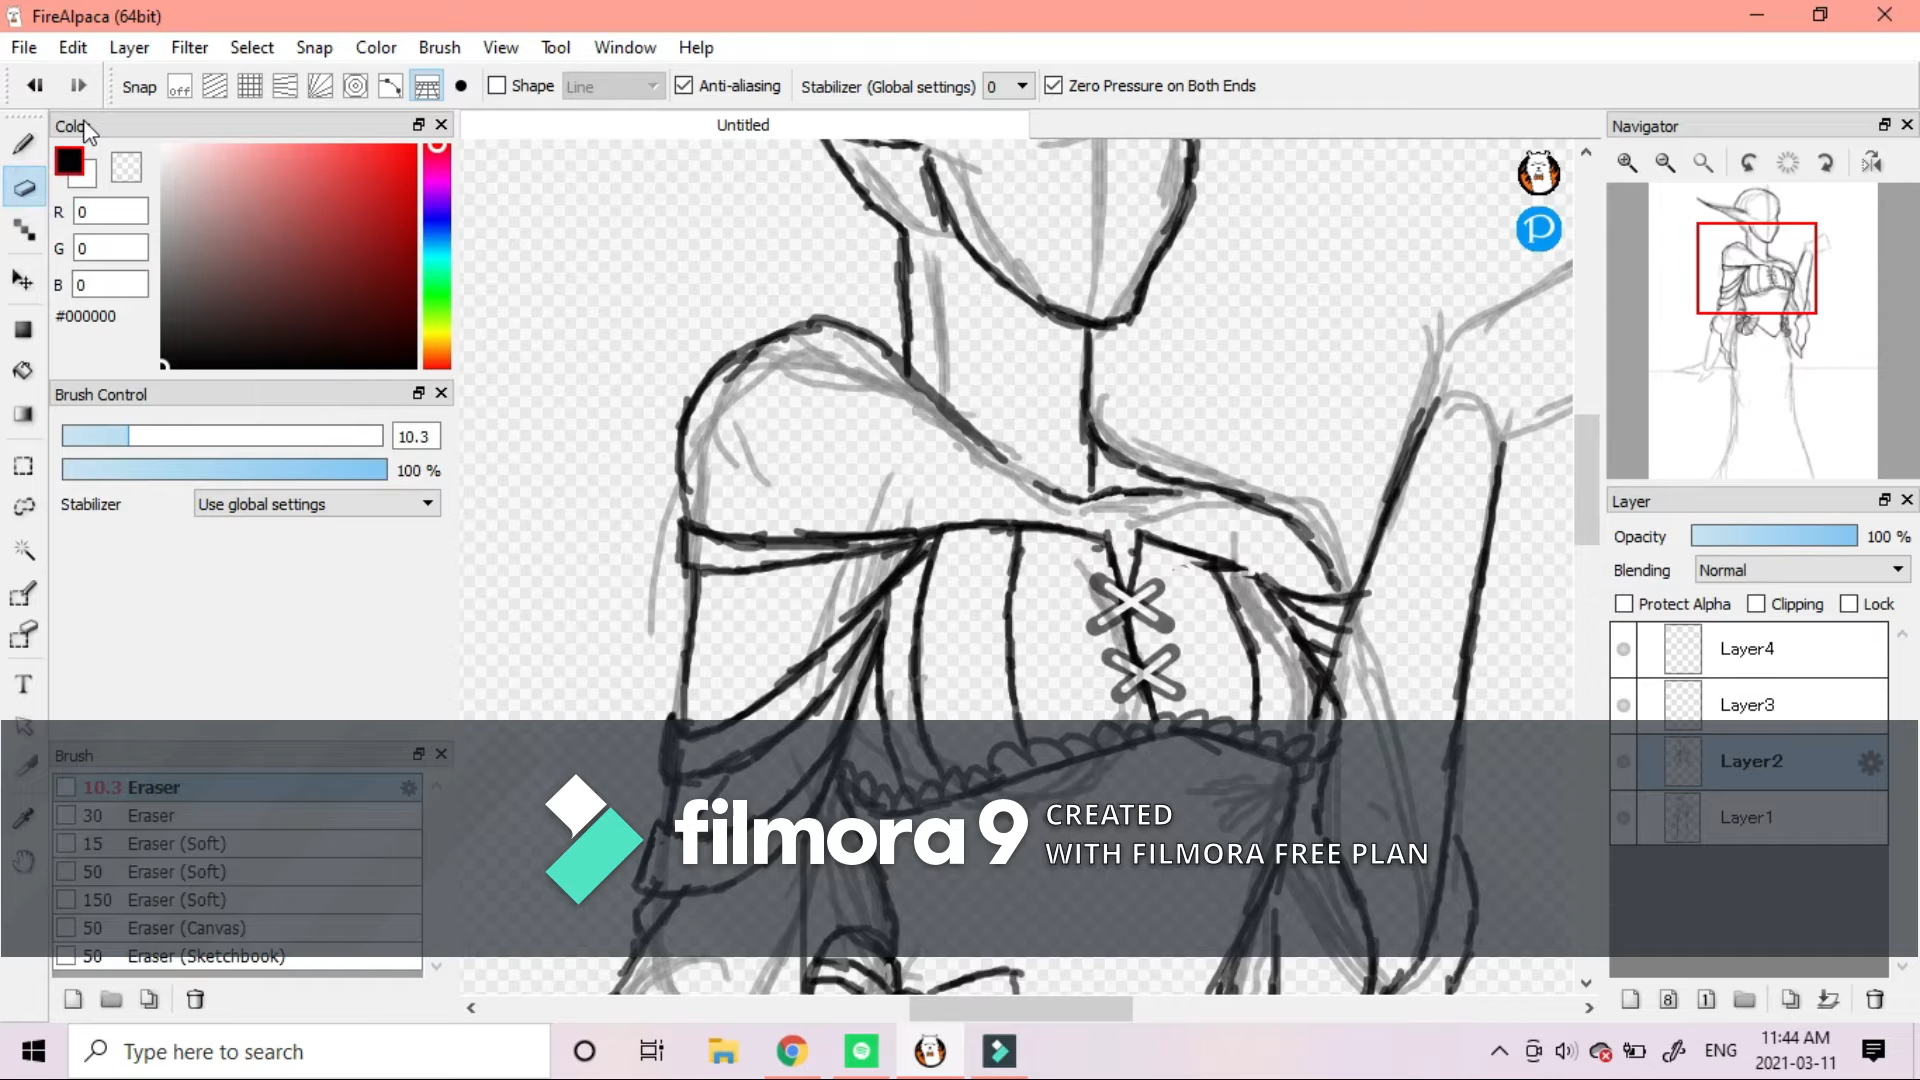 FireAlpaca (64bit)
File Edit Layer Filter Select Snap Color Brush View Tool Window Help
Snap off Shape Line Anti-aliasing Stabilizer (Global settings) 0 Zero Pressure on Both Ends
Untitled
R 0
G 0
B 0
#000000
Brush Control
10.3
100 %
Stabilizer Use global settings
Brush
10.3 Eraser
30 Eraser
15 Eraser (Soft)
50 Eraser (Soft)
150 Eraser (Soft)
50 Eraser (Canvas)
50 Eraser (Sketchbook)
filmora 9
CREATED
WITH FILMORA FREE PLAN
Navigator
Layer
Opacity 100 %
Blending Normal
Protect Alpha Clipping Lock
Layer4
Layer3
Layer2
Layer1
8 1
Type here to search
ENG
11:44 AM
2021-03-11